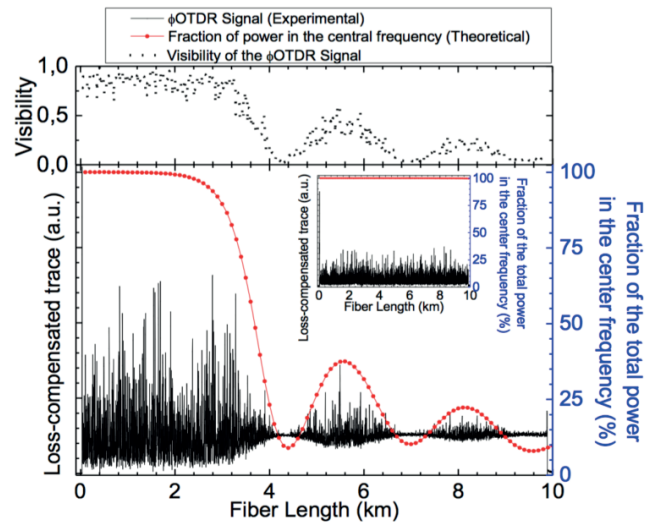 ϕOTDR Signal (Experimental)
Fraction of power in the central frequency (Theoretical)
Visibility of the ϕOTDR Signal
1,0
0,5
0,0
Visibility
Loss-compensated trace (a.u.)
100
75
50
25
0
Fraction of the total power
in the center frequency (%)
0 2 4 6 8 10
Fiber Length (km)
Loss-compensated trace (a.u.)
100
75
50
25
0
Fraction of the total power
in the center frequency (%)
0 2 4 6 8 10
Fiber Length (km)